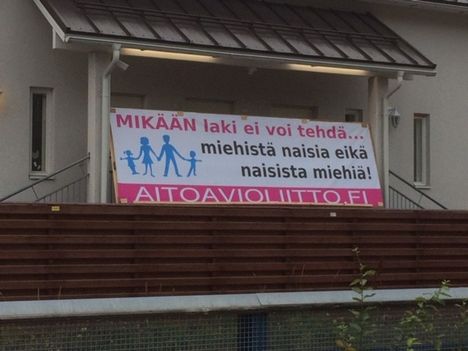 MIKÄÄN laki ei voi tehdä...
miehistä naisia eikä
naisista miehiä!
AITOAVIOLIITTO.FI